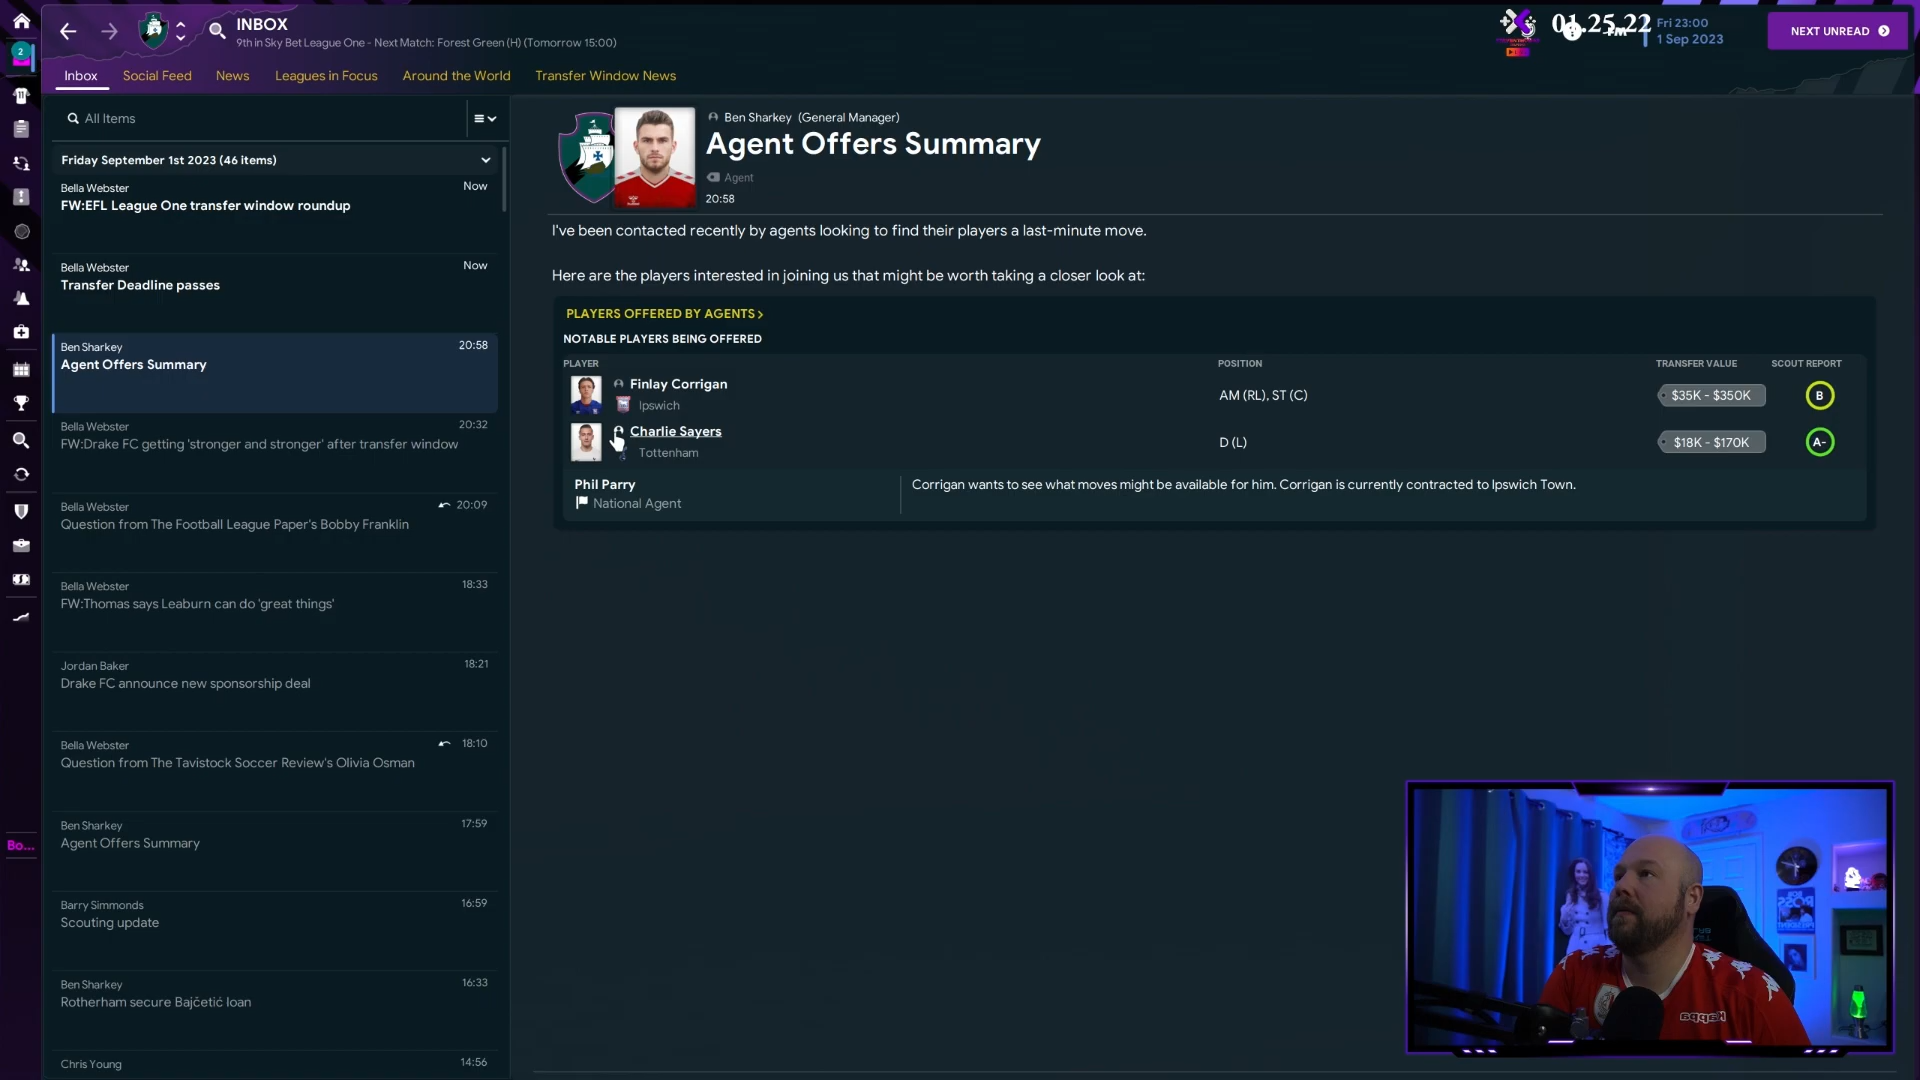 INBOX
9th in Sky Bet League One - Next Match: Forest Green (H) (Tomorrow 15:00)
01.25.22
Fri 23:00
1 Sep 2023
NEXT UNREAD
2
Inbox
Social Feed
News
Leagues in Focus
Around the World
Transfer Window News
All Items
Friday September 1st 2023 (46 items)
Bella Webster
Now
FW:EFL League One transfer window roundup
Bella Webster
Now
Transfer Deadline passes
Ben Sharkey
20:58
Agent Offers Summary
Bella Webster
20:32
FW:Drake FC getting 'stronger and stronger' after transfer window
Bella Webster
20:09
Question from The Football League Paper's Bobby Franklin
Bella Webster
18:33
FW:Thomas says Leaburn can do 'great things'
Jordan Baker
18:21
Drake FC announce new sponsorship deal
Bella Webster
18:10
Question from The Tavistock Soccer Review's Olivia Osman
Ben Sharkey
17:59
Agent Offers Summary
Barry Simmonds
16:59
Scouting update
Ben Sharkey
16:33
Rotherham secure Bajčetić loan
Chris Young
14:56
Bo...
Ben Sharkey (General Manager)
Agent Offers Summary
Agent
20:58
I've been contacted recently by agents looking to find their players a last-minute move.
Here are the players interested in joining us that might be worth taking a closer look at:
PLAYERS OFFERED BY AGENTS >
NOTABLE PLAYERS BEING OFFERED
PLAYER
POSITION
TRANSFER VALUE
SCOUT REPORT
Finlay Corrigan
Ipswich
AM (RL), ST (C)
$35K - $350K
B
Charlie Sayers
Tottenham
D (L)
$18K - $170K
A-
Phil Parry
National Agent
Corrigan wants to see what moves might be available for him. Corrigan is currently contracted to Ipswich Town.
Kappa